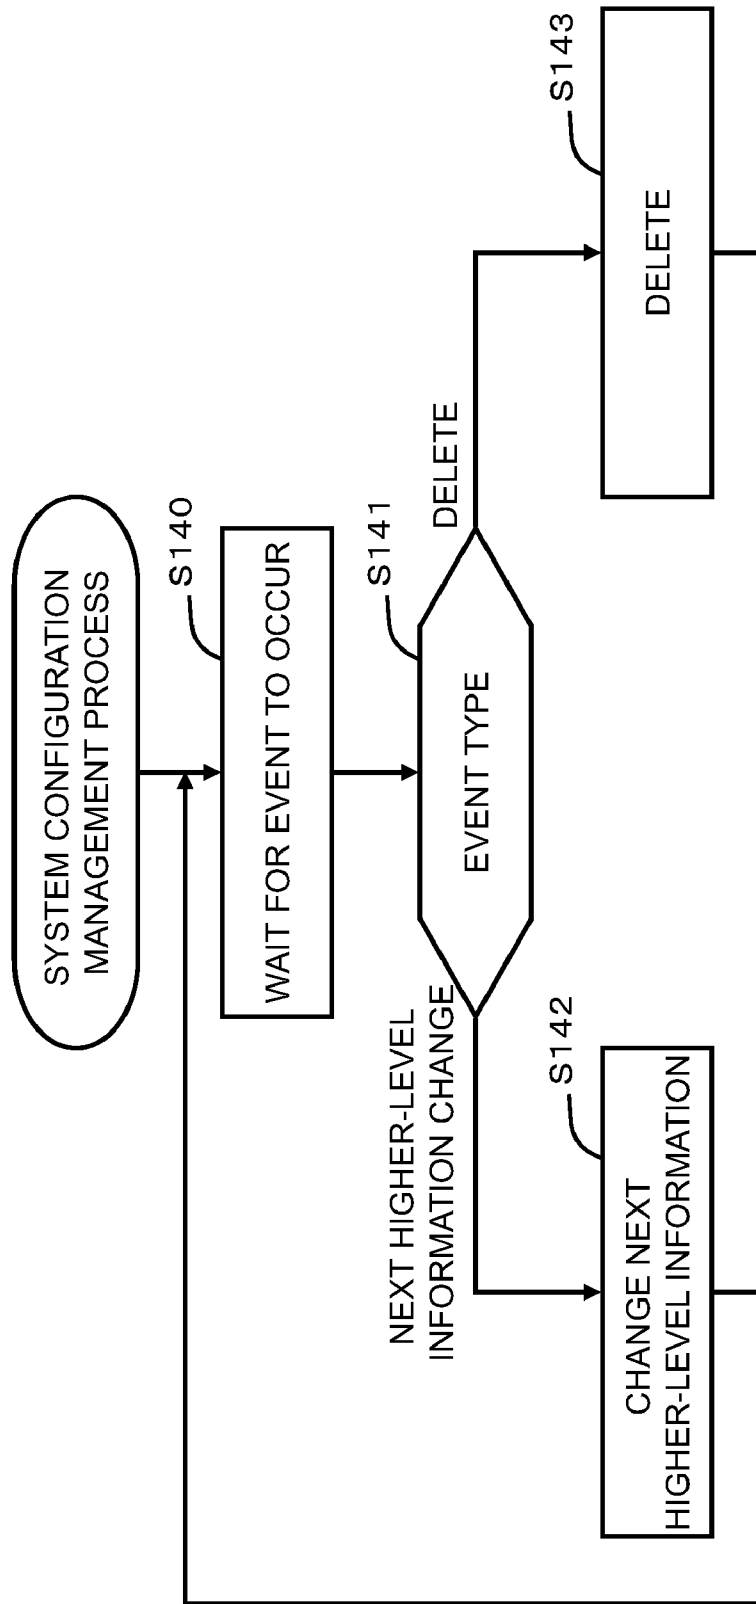 SYSTEM CONFIGURATION
MANAGEMENT PROCESS
S140
WAIT FOR EVENT TO OCCUR
S141
EVENT TYPE
NEXT HIGHER-LEVEL
INFORMATION CHANGE
DELETE
S142
CHANGE NEXT
HIGHER-LEVEL INFORMATION
S143
DELETE